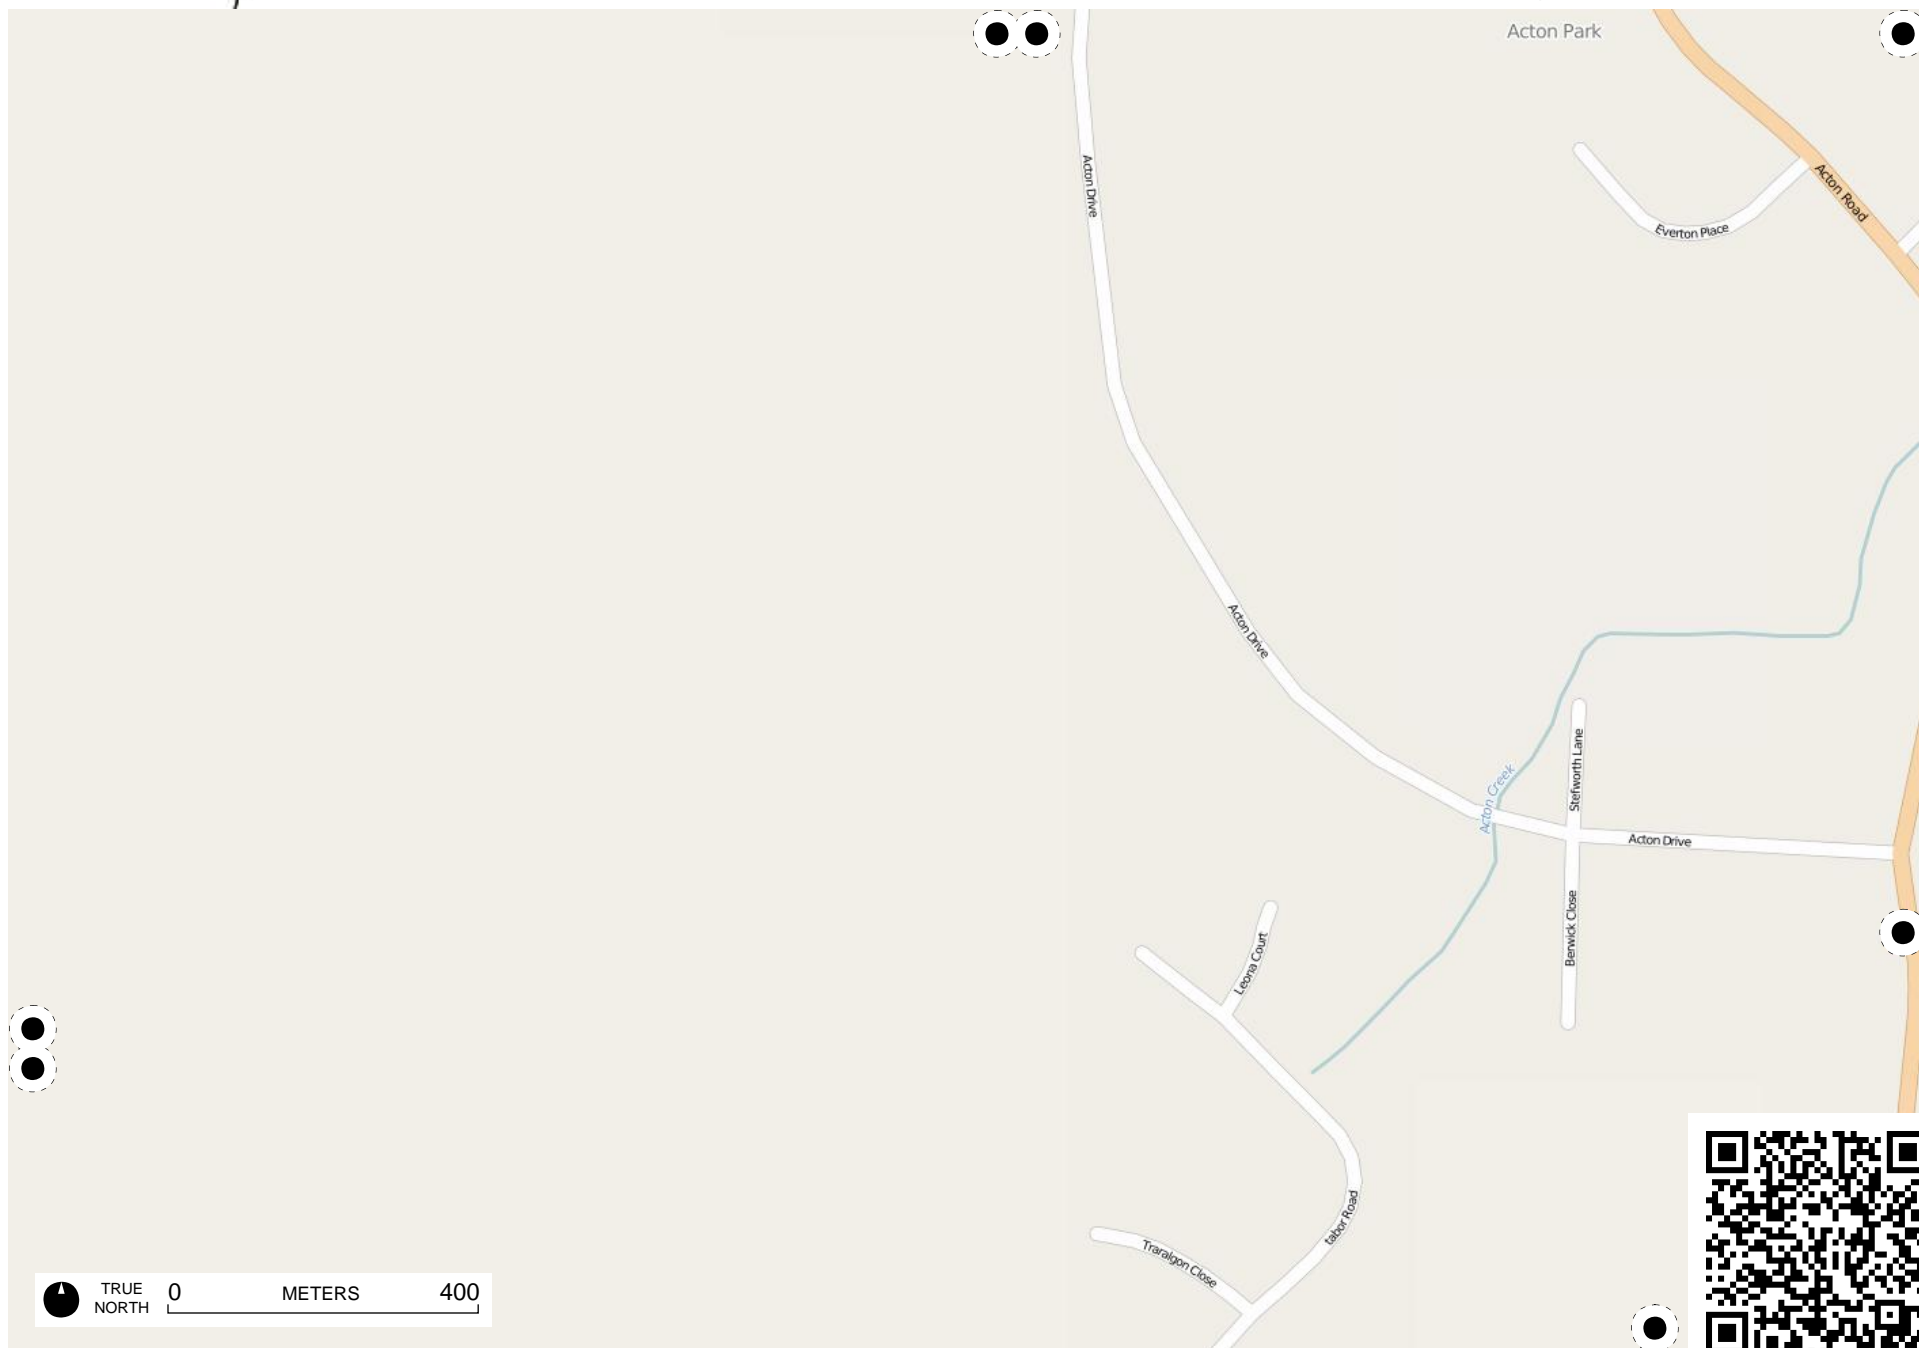 Acton Park
Acton Drive
Acton Road
Everton Place
Acton Drive
Stefworth Lane
Acton Creek
Acton Drive
Berwick Close
Leona Court
tabor Road
Traralgon Close
TRUE NORTH
0 METERS 400